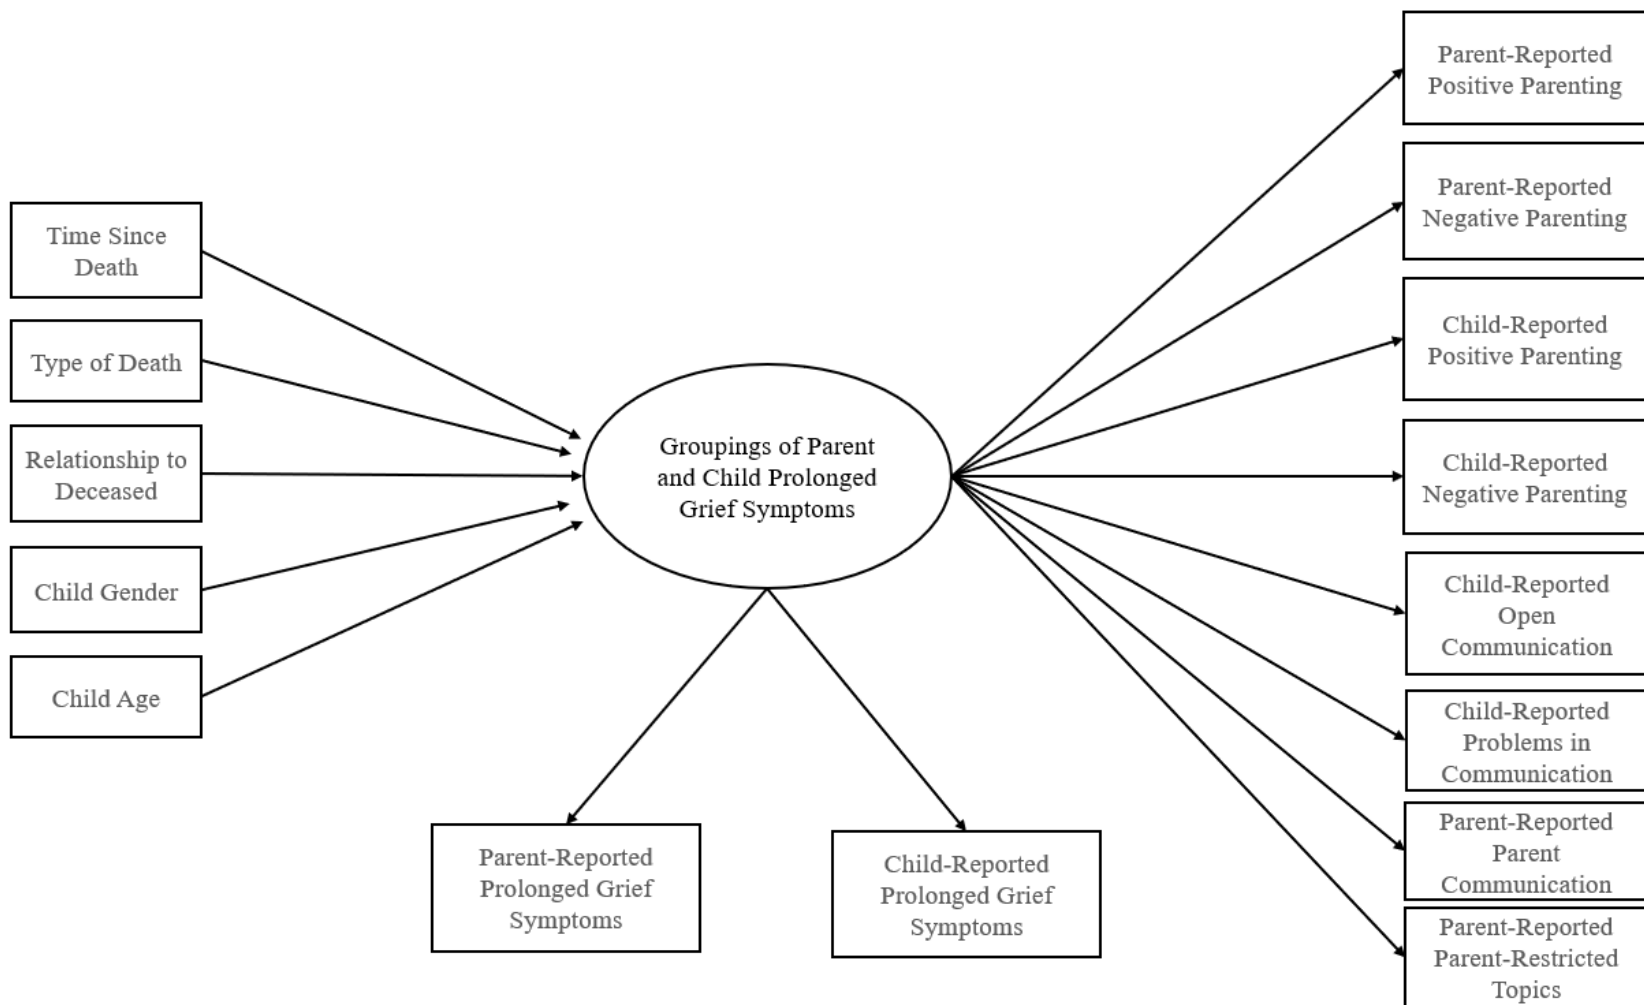 Time Since
Death
Type of Death
Relationship to
Deceased
Child Gender
Child Age
Groupings of Parent
and Child Prolonged
Grief Symptoms
Parent-Reported
Prolonged Grief
Symptoms
Child-Reported
Prolonged Grief
Symptoms
Parent-Reported
Positive Parenting
Parent-Reported
Negative Parenting
Child-Reported
Positive Parenting
Child-Reported
Negative Parenting
Child-Reported
Open
Communication
Child-Reported
Problems in
Communication
Parent-Reported
Parent
Communication
Parent-Reported
Parent-Restricted
Topics